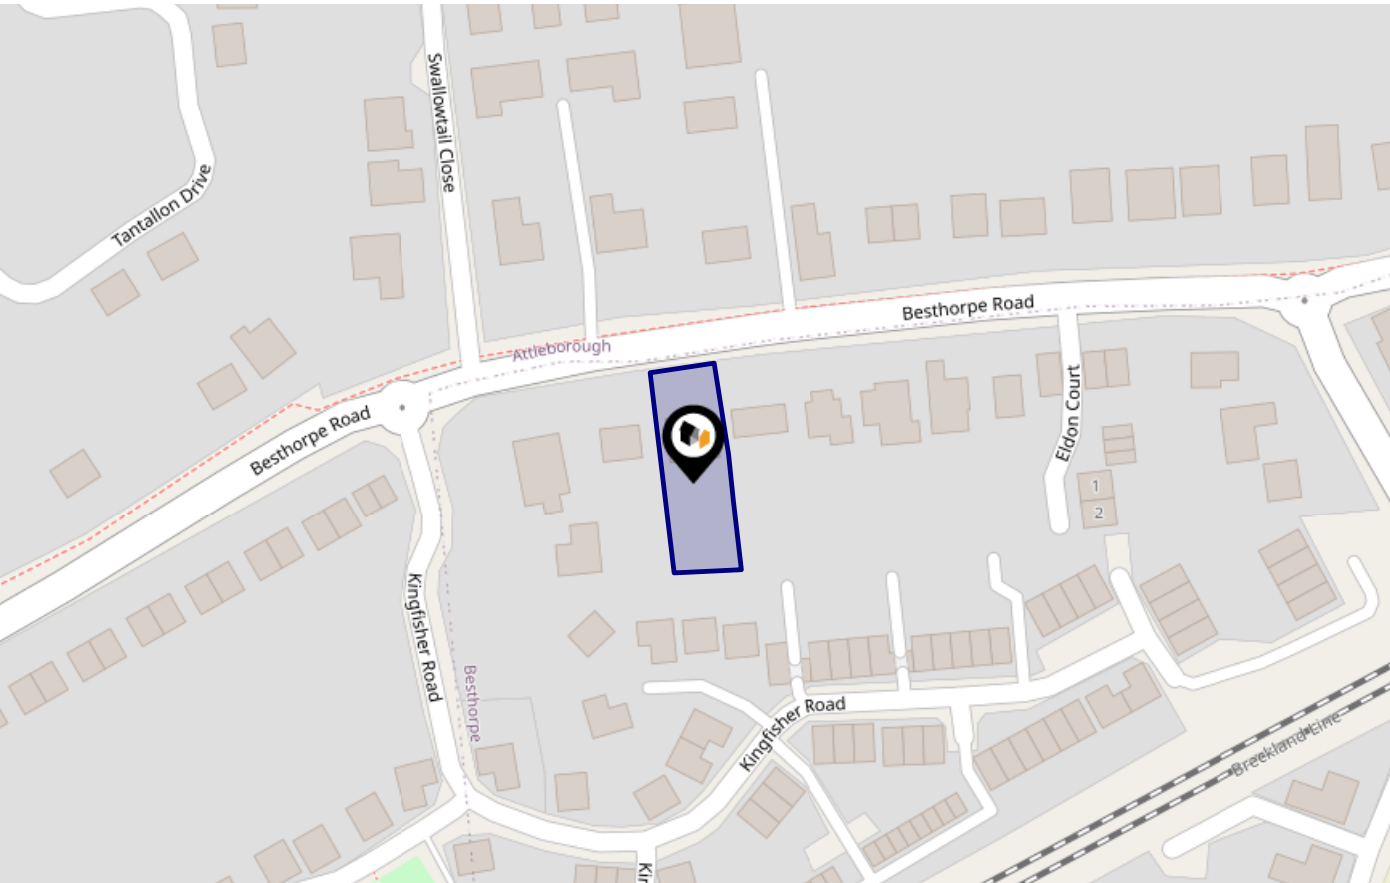 Swallowtail Close
Tantallon Drive
Besthorpe Road
Attleborough
Besthorpe Road
Eldon Court
1
2
Kingfisher Road
Besthorpe
Kingfisher Road
Breckland Line
Kin